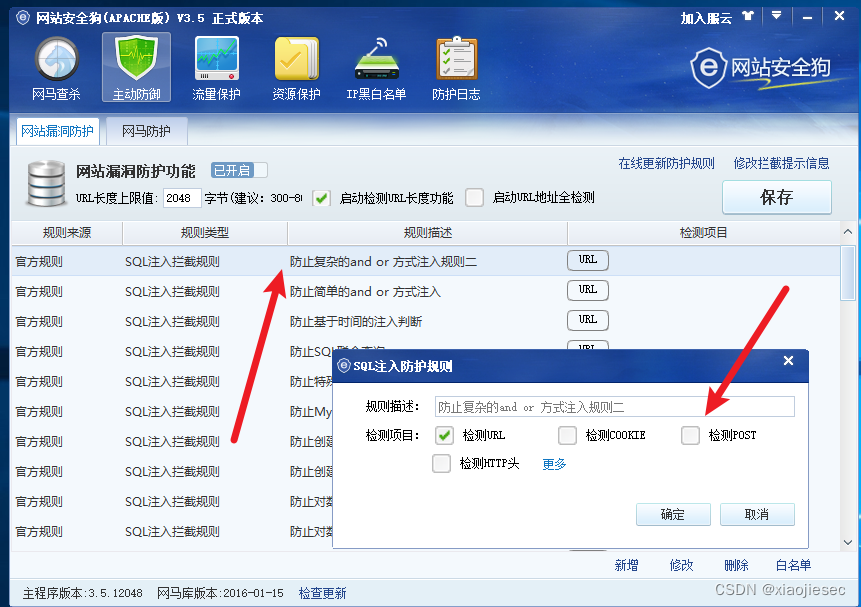 网站安全狗(APACHE版) V3.5 正式版本
加入服云
网马查杀 主动防御 流量保护 资源保护 IP黑白名单 防护日志
网站安全狗
网站漏洞防护 网马防护
网站漏洞防护功能 已开启
在线更新防护规则 修改拦截提示信息
URL长度上限值: 2048 字节(建议: 300-8 启动检测URL长度功能 启动URL地址全检测
保存
规则来源 规则类型 规则描述 检测项目
官方规则 SQL注入拦截规则 防止复杂的and or 方式注入规则二 URL
官方规则 SQL注入拦截规则 防止简单的and or 方式注入 URL
官方规则 SQL注入拦截规则 防止基于时间的注入判断 URL
官方规则 SQL注入拦截规则 防止SQL联合查询 URL
官方规则 SQL注入拦截规则 防止特殊
官方规则 SQL注入拦截规则 防止My
官方规则 SQL注入拦截规则 防止创建
官方规则 SQL注入拦截规则 防止创建
官方规则 SQL注入拦截规则 防止对数
官方规则 SQL注入拦截规则 防止对数
SQL注入防护规则
规则描述: 防止复杂的and or 方式注入规则二
检测项目: 检测URL 检测COOKIE 检测POST
检测HTTP头 更多
确定 取消
新增 修改 删除 白名单
主程序版本:3.5.12048 网马库版本:2016-01-15 检查更新
CSDN @xiaojiesec